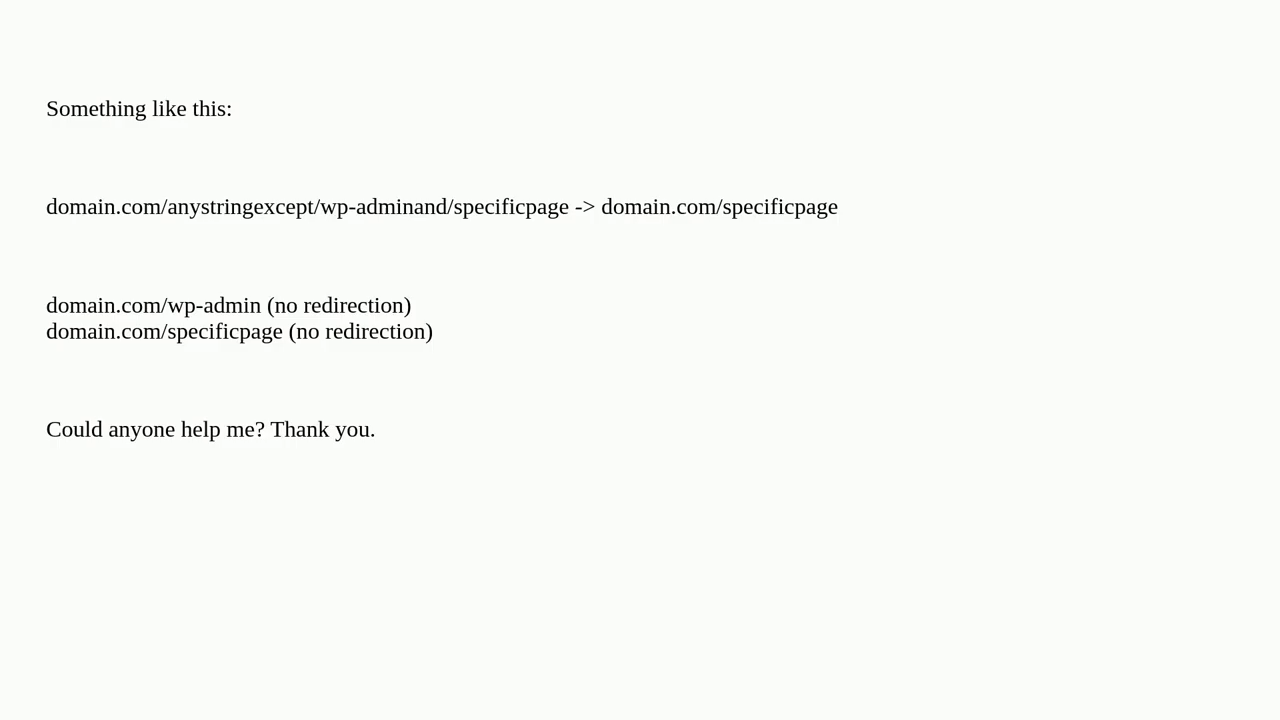 Something like this:
domain.com/anystringexcept/wp-adminand/specificpage -> domain.com/specificpage
domain.com/wp-admin (no redirection)
domain.com/specificpage (no redirection)
Could anyone help me? Thank you.